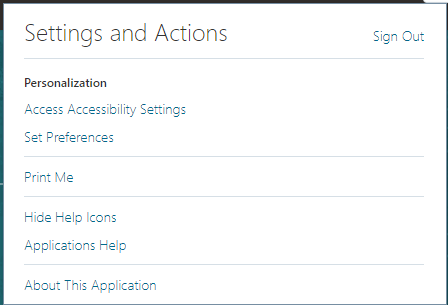 Settings and Actions
Sign Out
Personalization
Access Accessibility Settings
Set Preferences
Print Me
Hide Help Icons
Applications Help
About This Application